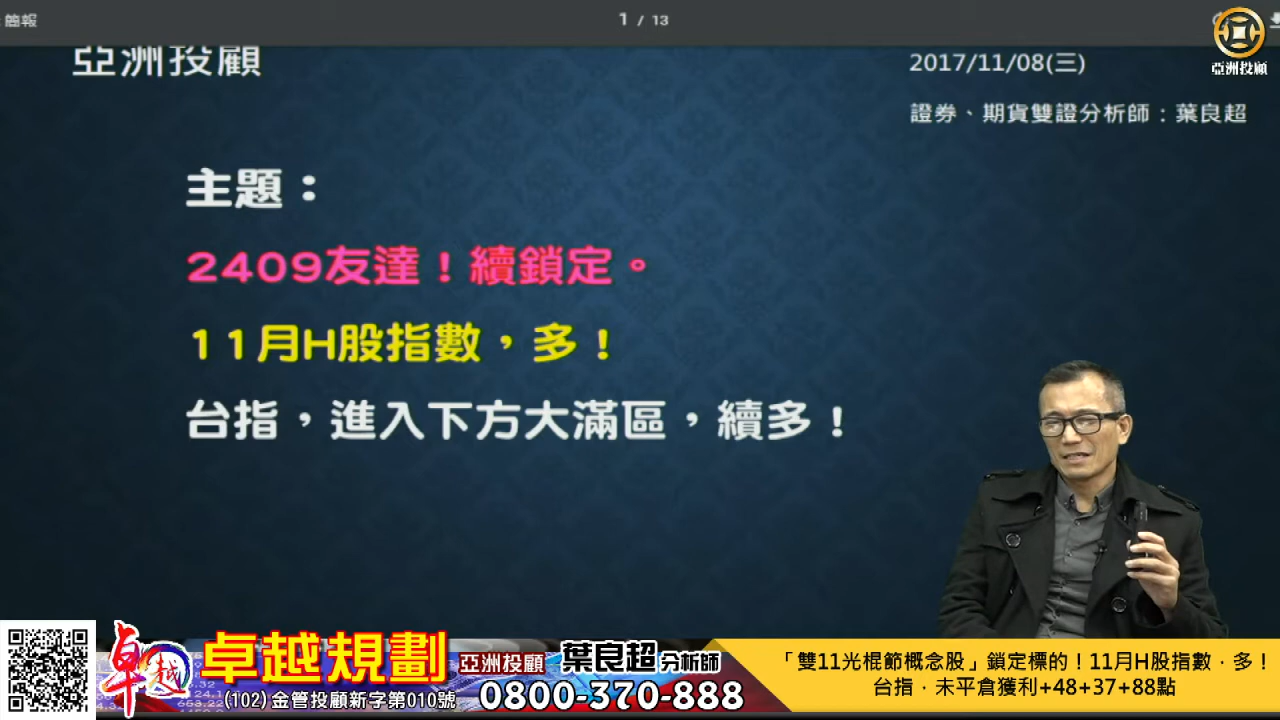 簡報
1 / 13
亞洲投顧
亞洲投顧
2017/11/08(三)
證券、期貨雙證分析師：葉良超
主題：
2409友達！續鎖定。
11月H股指數，多！
台指，進入下方大滿區，續多！
卓越
卓越規劃
(102)金管投顧新字第010號
亞洲投顧 葉良超 分析師
0800-370-888
「雙11光棍節概念股」鎖定標的！11月H股指數，多！
台指，未平倉獲利+48+37+88點